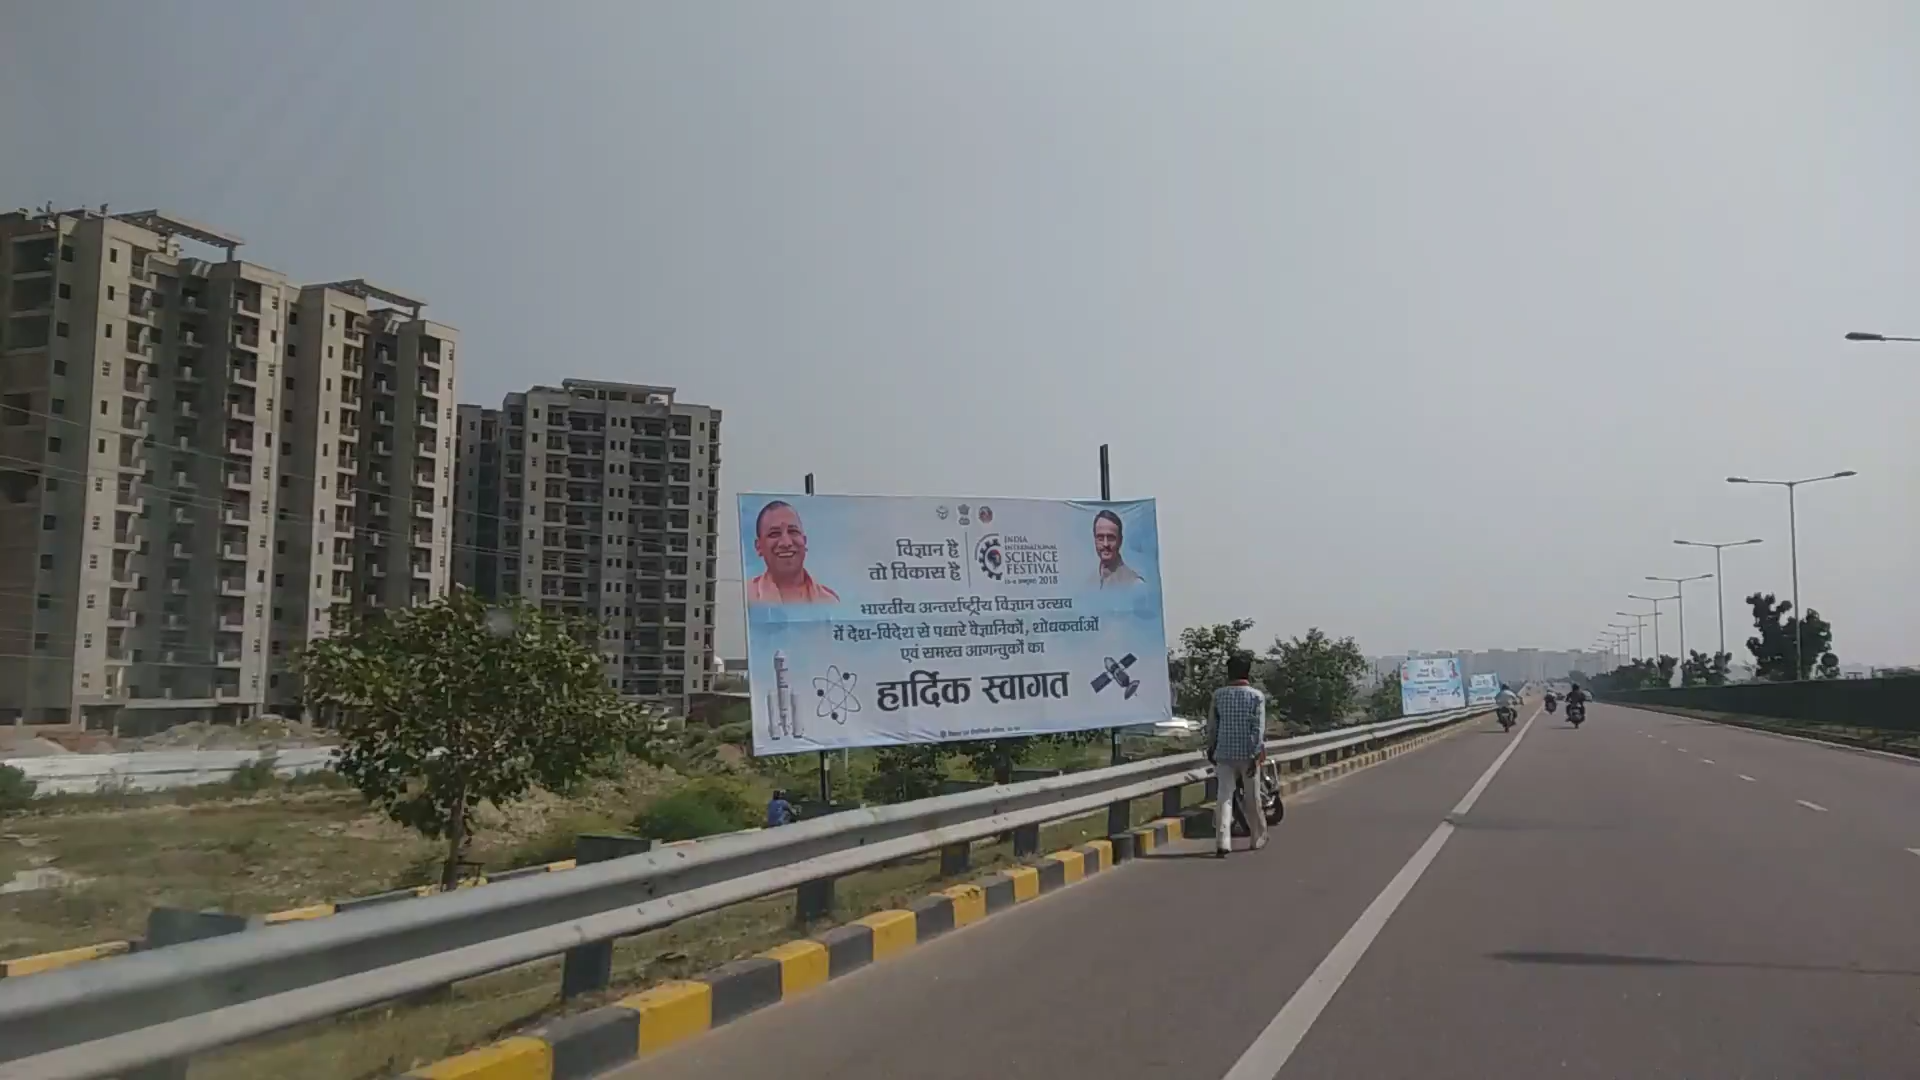 विज्ञान है
तो विकास है
INDIA
INTERNATIONAL
SCIENCE
FESTIVAL
2018
भारतीय अन्तर्राष्ट्रीय विज्ञान उत्सव
में देश-विदेश से पधारे वैज्ञानिकों, शोधकर्ताओं
एवं समस्त आगन्तुकों का
हार्दिक स्वागत